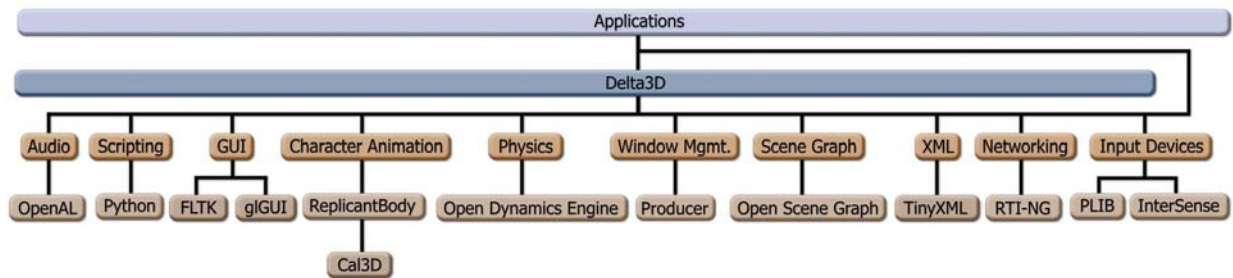 Applications
Delta3D
Audio Scripting GUI Character Animation Physics Window Mgmt. Scene Graph XML Networking Input Devices
OpenAL Python FLTK glGUI ReplicantBody Open Dynamics Engine Producer Open Scene Graph TinyXML RTI-NG PLIB InterSense
Cal3D